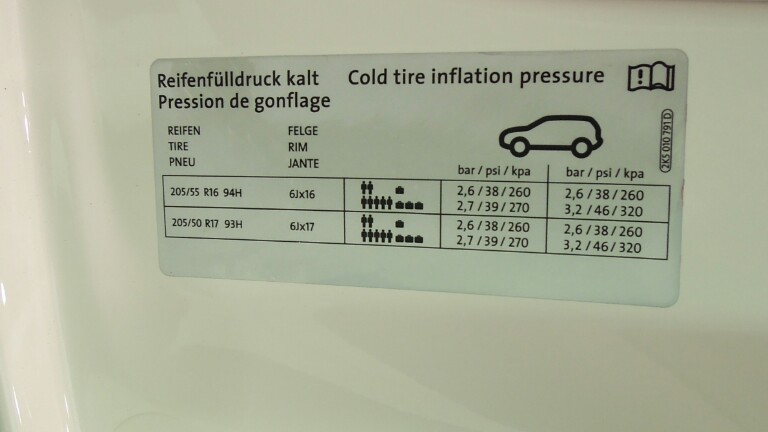 Reifenfülldruck kalt Cold tire inflation pressure
Pression de gonflage
REIFEN FELGE
TIRE RIM
PNEU JANTE
bar / psi / kpa bar / psi / kpa
205/55 R16 94H 6Jx16 2,6 / 38 / 260 2,6 / 38 / 260
2,7 / 39 / 270 3,2 / 46 / 320
205/50 R17 93H 6Jx17 2,6 / 38 / 260 2,6 / 38 / 260
2,7 / 39 / 270 3,2 / 46 / 320
2K5 010 791 D